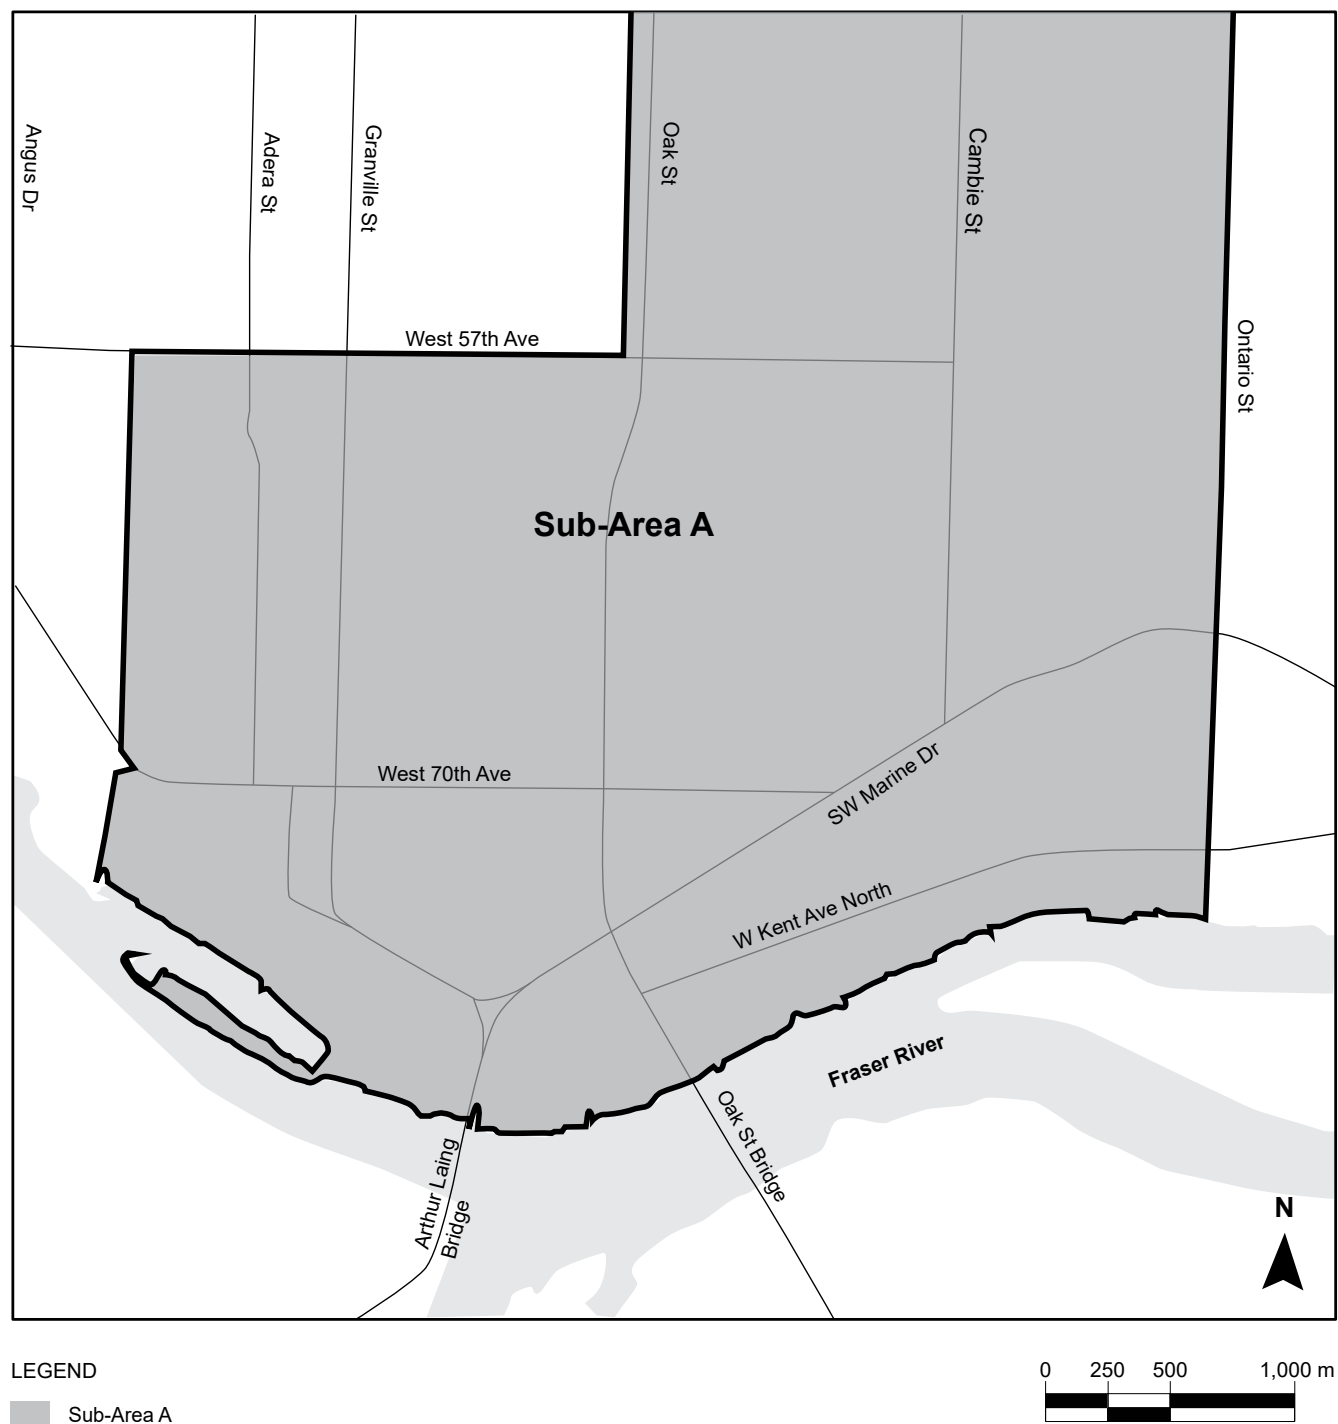 Angus Dr
Adera St
Granville St
Oak St
Cambie St
West 57th Ave
Ontario St
Sub-Area A
West 70th Ave
SW Marine Dr
W Kent Ave North
Fraser River
Oak St Bridge
Arthur Laing
Bridge
N
LEGEND
0 250 500 1,000 m
Sub-Area A